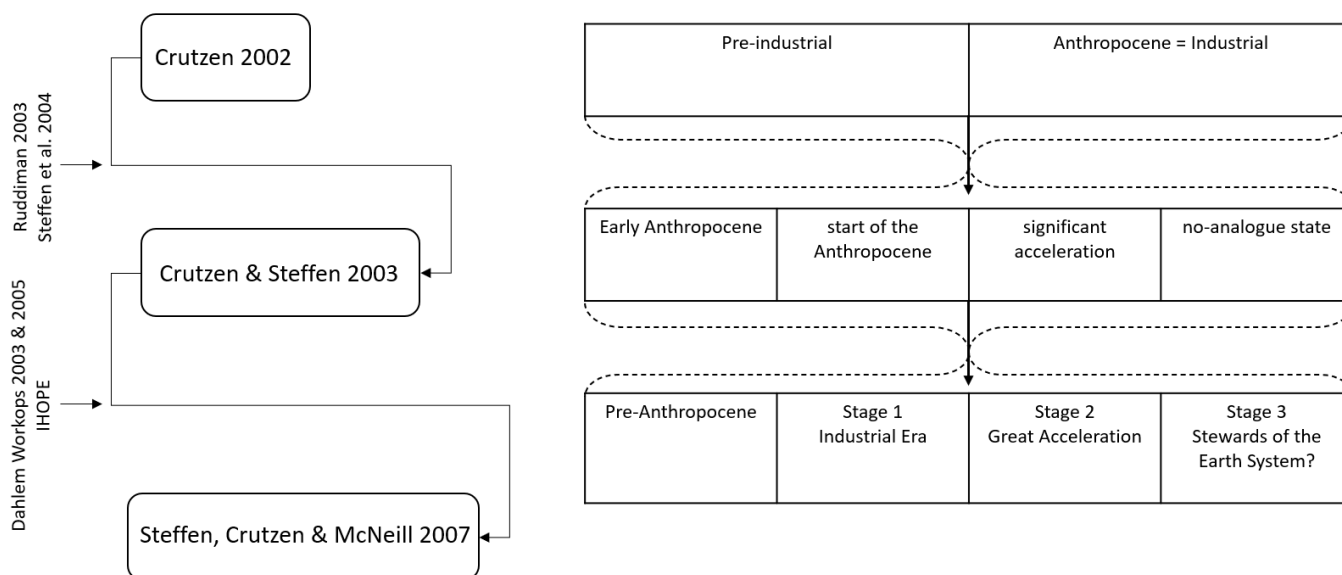 Crutzen 2002
Ruddiman 2003
Steffen et al. 2004
Crutzen & Steffen 2003
Dahlem Workops 2003 & 2005
IHOPE
Steffen, Crutzen & McNeill 2007
Pre-industrial
Anthropocene = Industrial
Early Anthropocene
start of the
Anthropocene
significant
acceleration
no-analogue state
Pre-Anthropocene
Stage 1
Industrial Era
Stage 2
Great Acceleration
Stage 3
Stewards of the
Earth System?